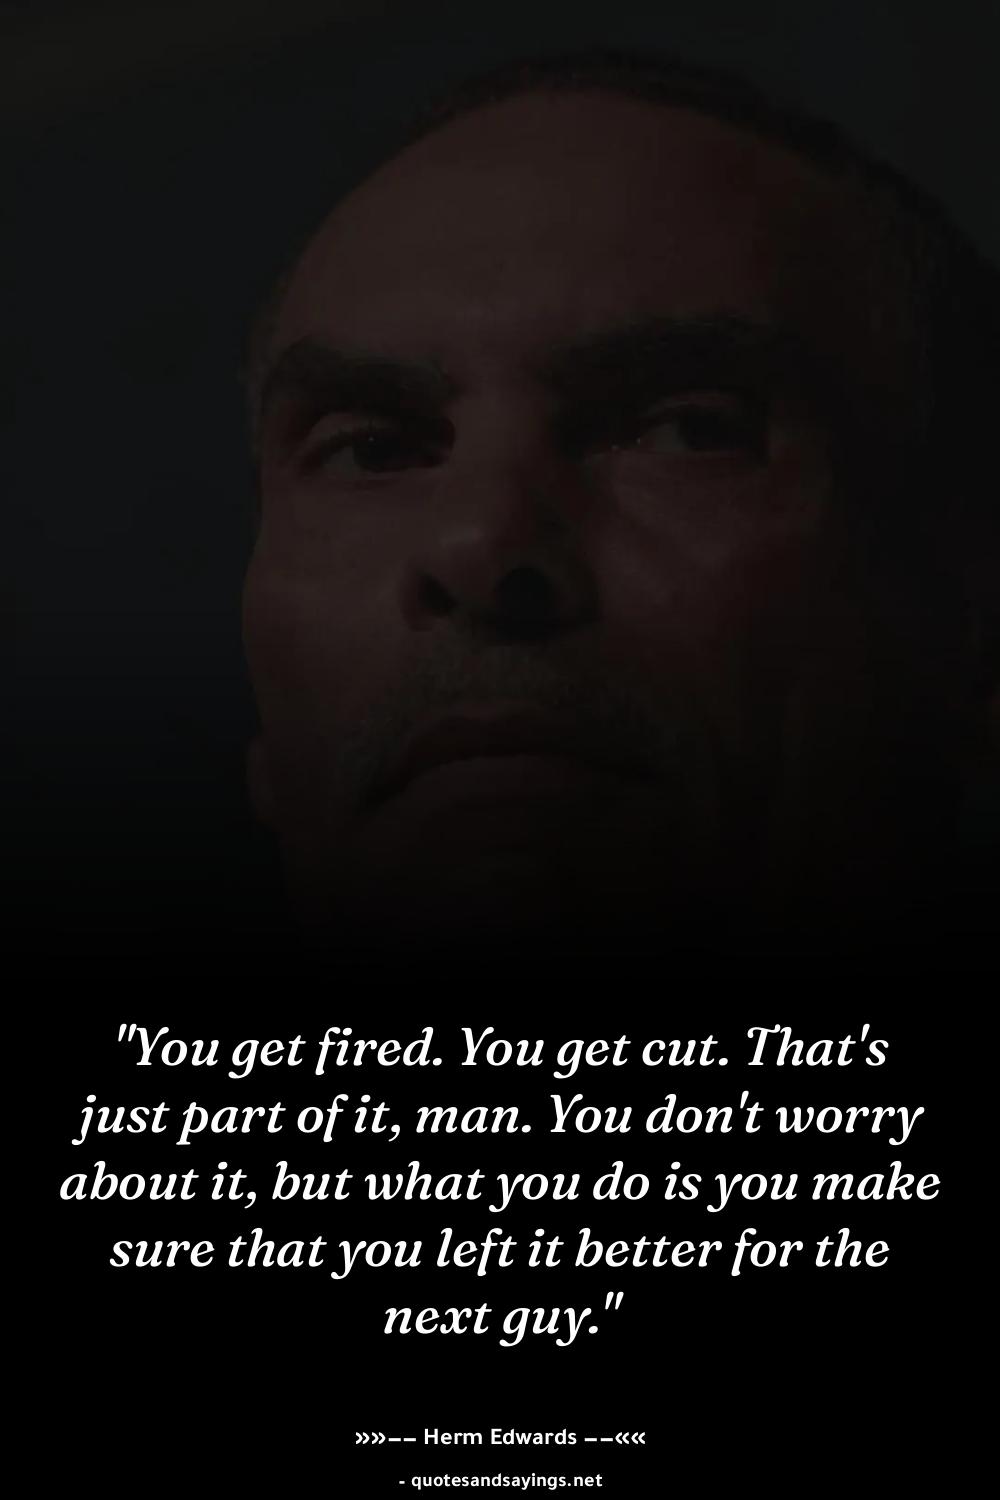 "You get fired. You get cut. That's
just part of it, man. You don't worry
about it, but what you do is you make
sure that you left it better for the
next guy."
»»−− Herm Edwards −−««
- quotesandsayings.net